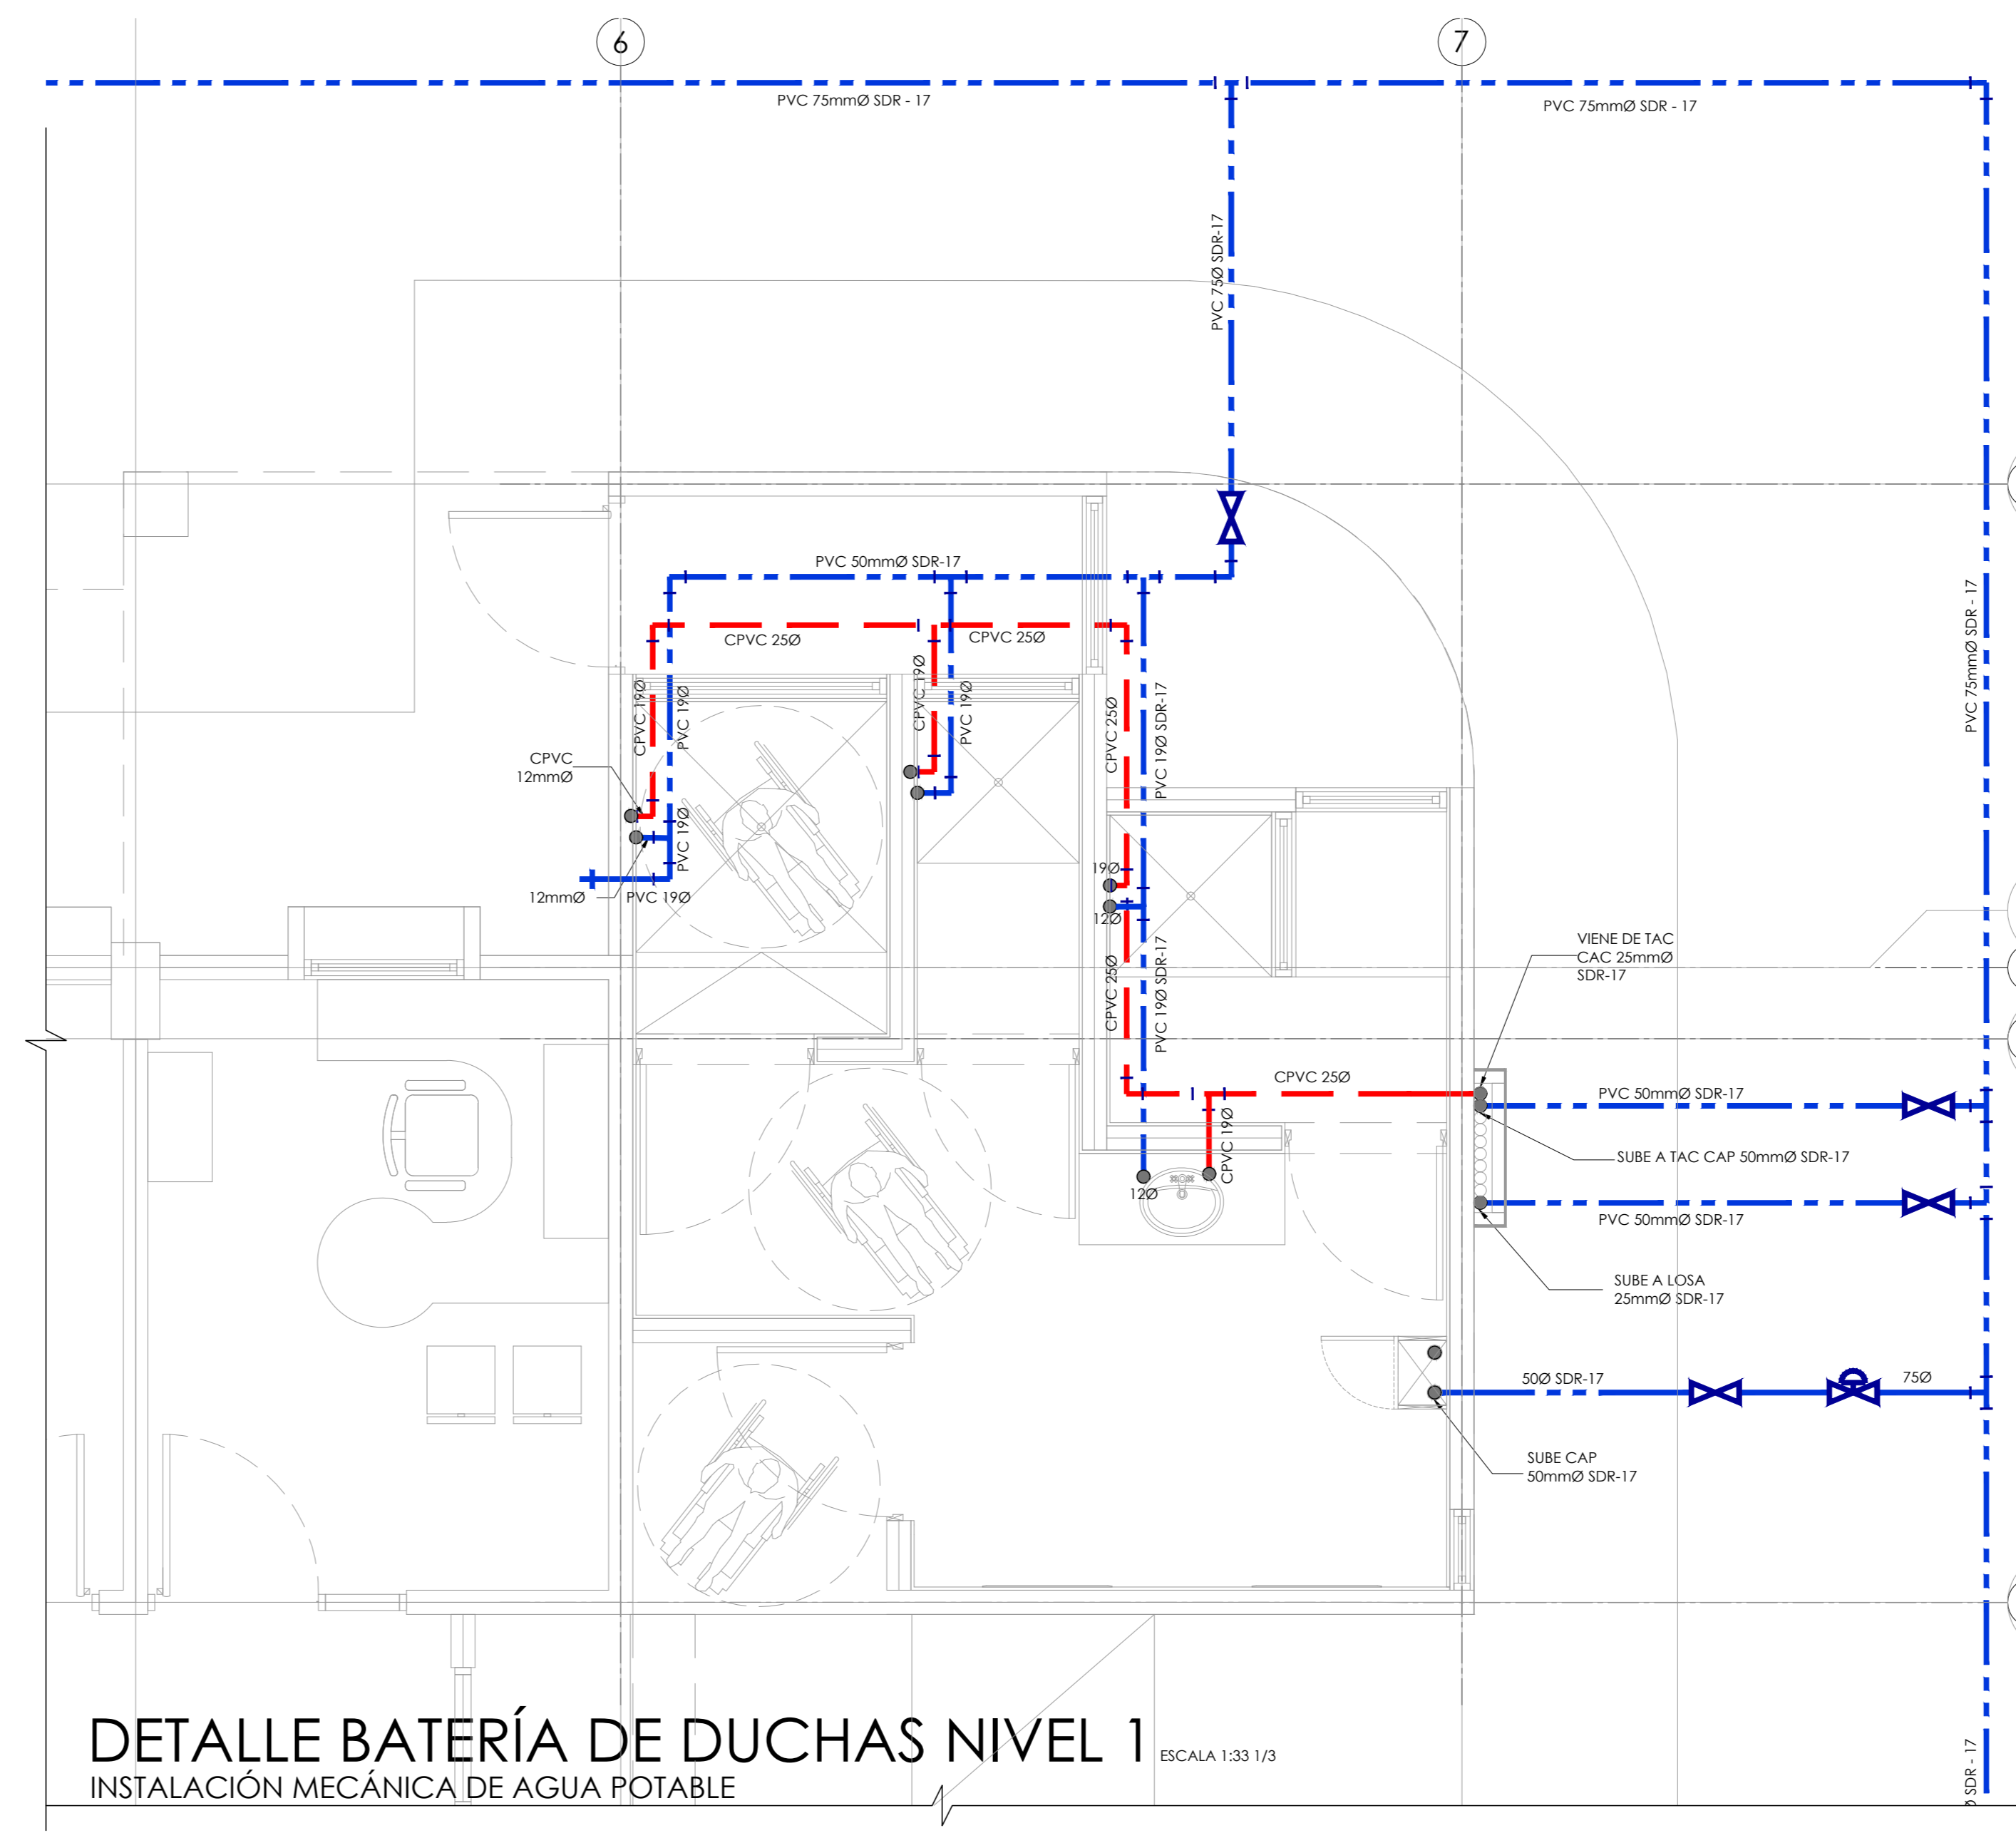 6
7
PVC 75mmØ SDR - 17
PVC 75mmØ SDR - 17
PVC 75Ø SDR-17
PVC 50mmØ SDR-17
PVC 75mmØ SDR - 17
CPVC 25Ø
CPVC 25Ø
CPVC 19Ø
PVC 19Ø
CPVC 19Ø
PVC 19Ø
CPVC 25Ø
PVC 19Ø SDR-17
CPVC
12mmØ
PVC 19Ø
12mmØ
PVC 19Ø
19Ø
12Ø
CPVC 25Ø
PVC 19Ø SDR-17
VIENE DE TAC
CAC 25mmØ
SDR-17
CPVC 25Ø
PVC 50mmØ SDR-17
CPVC 19Ø
SUBE A TAC CAP 50mmØ SDR-17
12Ø
PVC 50mmØ SDR-17
SUBE A LOSA
25mmØ SDR-17
50Ø SDR-17
75Ø
SUBE CAP
50mmØ SDR-17
DETALLE BATERÍA DE DUCHAS NIVEL 1
ESCALA 1:33 1/3
INSTALACIÓN MECÁNICA DE AGUA POTABLE
Ø SDR - 17